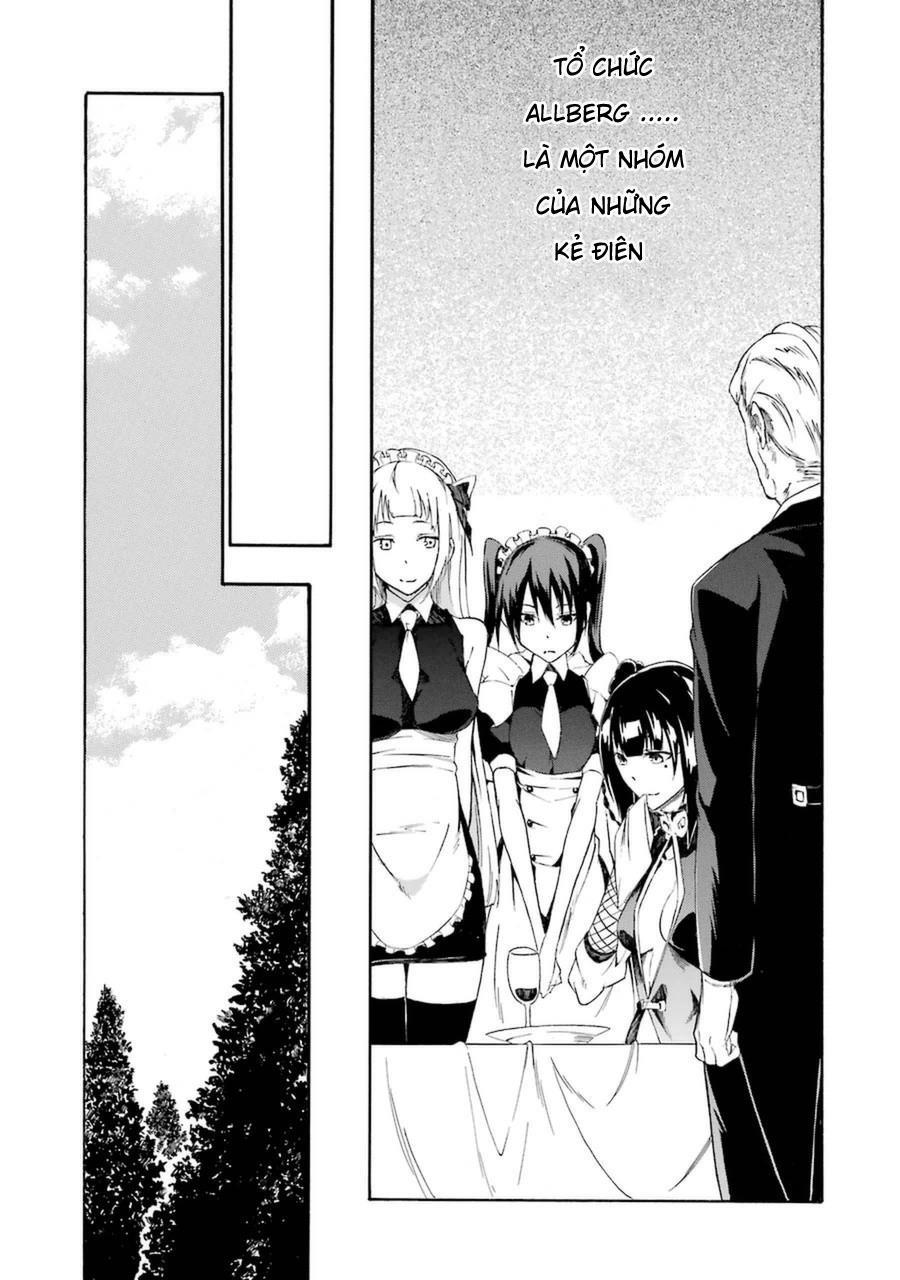 TỔ CHỨC
ALLBERG .....
LÀ MỘT NHÓM
CỦA NHỮNG
KẺ ĐIÊN